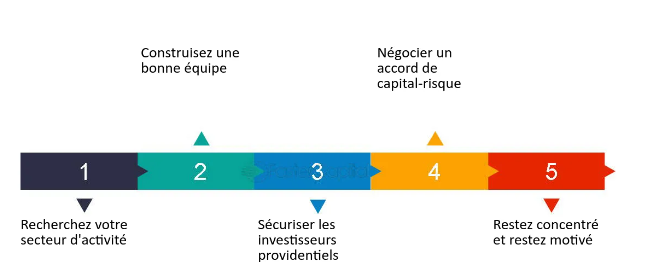 Construisez une
bonne équipe
Négocier un
accord de
capital-risque
1
2
3
4
5
Recherchez votre
secteur d'activité
Sécuriser les
investisseurs
providentiels
Restez concentré
et restez motivé